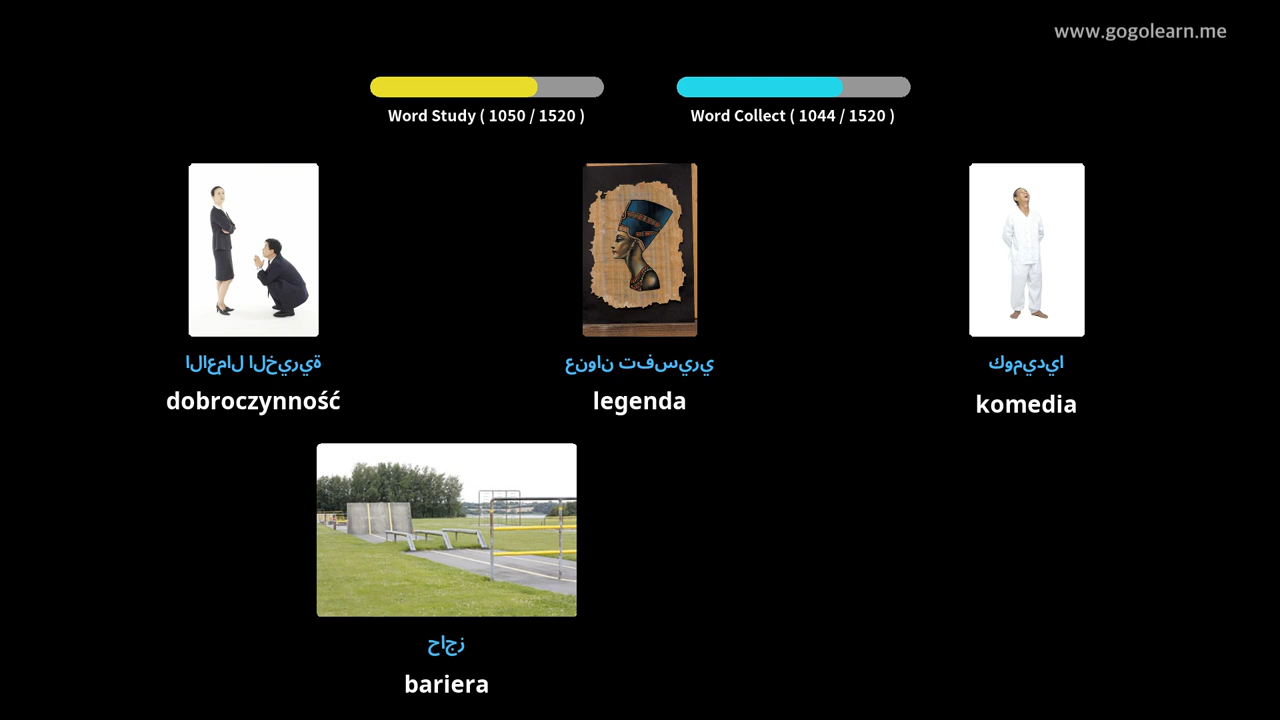 www.gogolearn.me
Word Study ( 1050 / 1520 )
Word Collect ( 1044 / 1520 )
الاعمال الخيرية
dobroczynność
عنوان تفسيري
legenda
كوميديا
komedia
حاجز
bariera